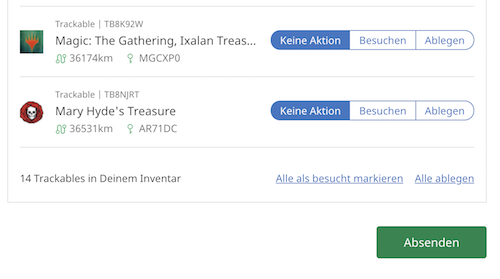 Trackable | TB8K92W
Magic: The Gathering, Ixalan Treas...
36174km MGCXP0
Keine Aktion Besuchen Ablegen
Trackable | TB8NJRT
Mary Hyde's Treasure
36531km AR71DC
Keine Aktion Besuchen Ablegen
14 Trackables in Deinem Inventar
Alle als besucht markieren Alle ablegen
Absenden